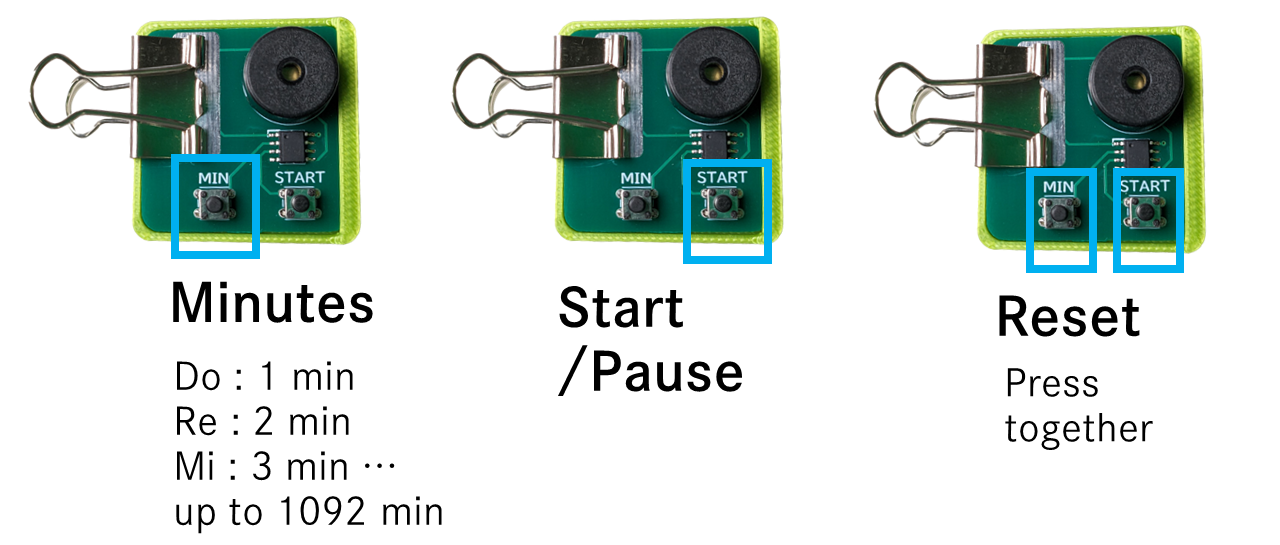 MIN START
Minutes
Do : 1 min
Re : 2 min
Mi : 3 min ···
up to 1092 min
MIN START
Start
/Pause
MIN START
Reset
Press
together